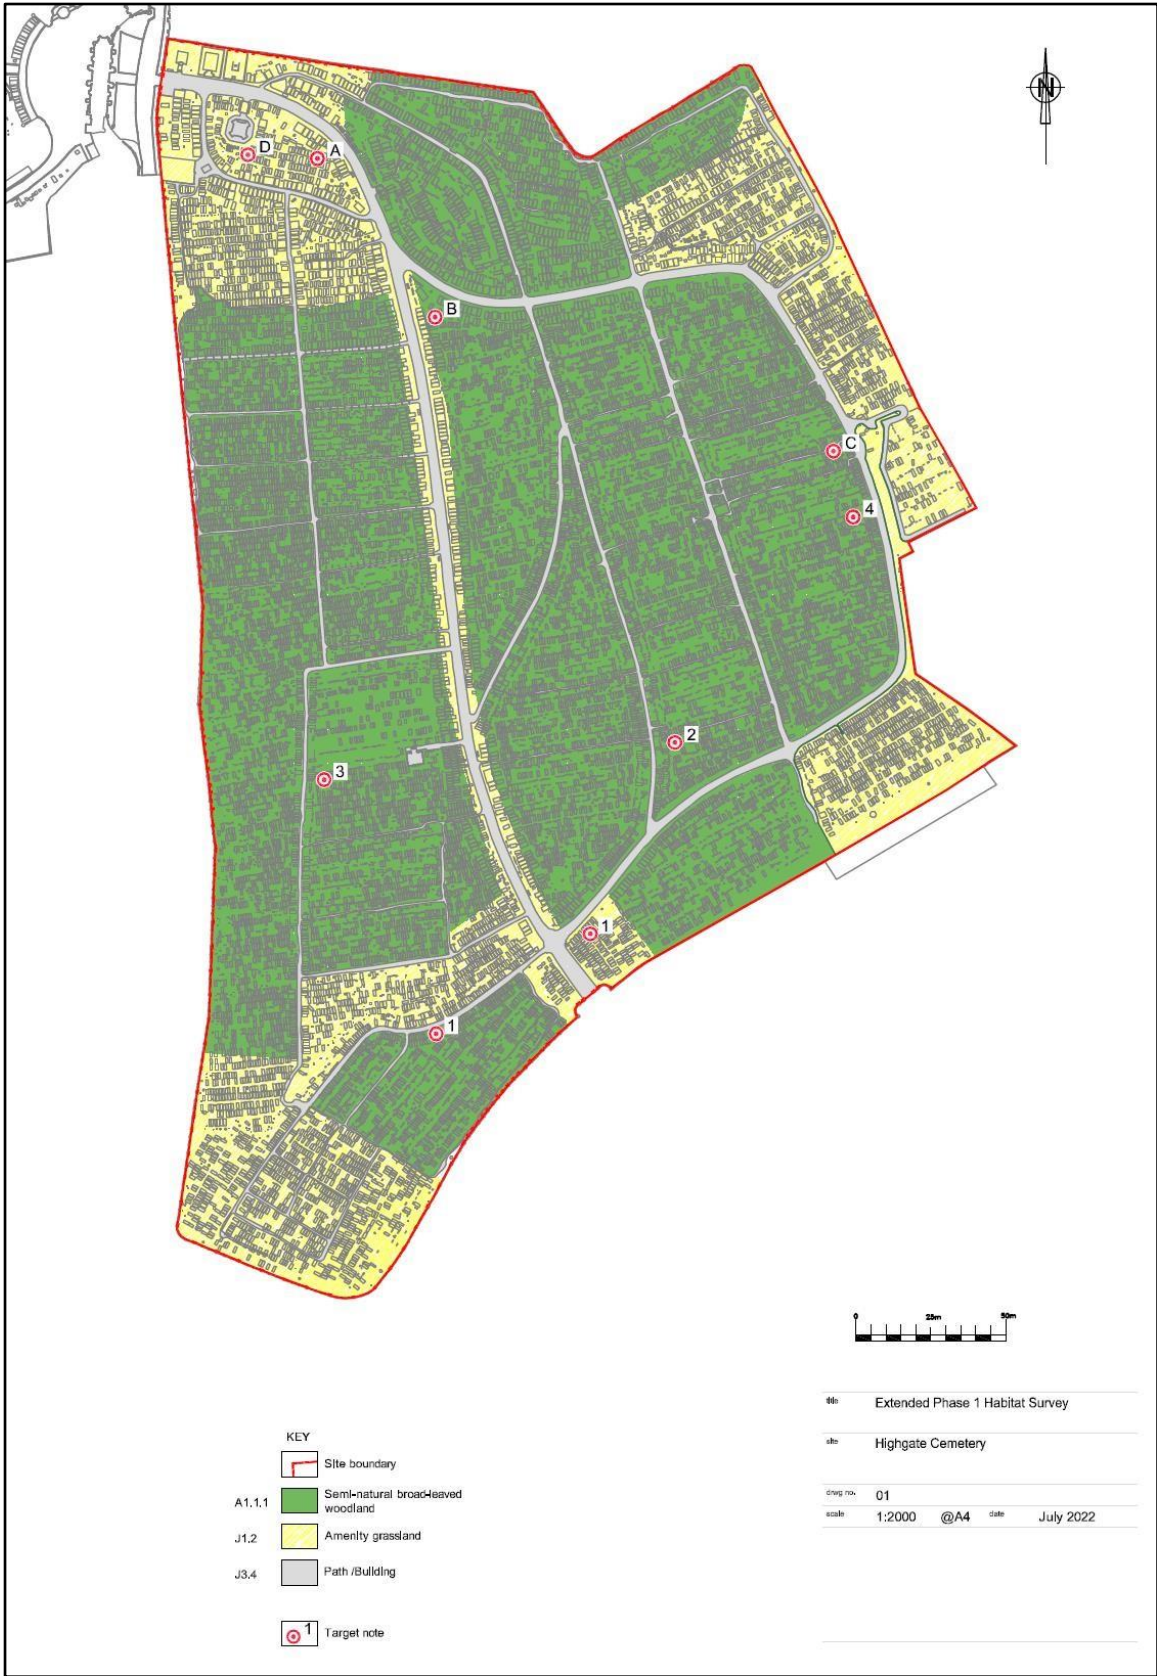 N
D
A
B
C
4
2
3
1
1
0 25m 50m
title Extended Phase 1 Habitat Survey
site Highgate Cemetery
drwg no. 01
scale 1:2000 @A4 date July 2022
KEY
Site boundary
A1.1.1 Semi-natural broad-leaved
woodland
J1.2 Amenity grassland
J3.4 Path /Building
1 Target note